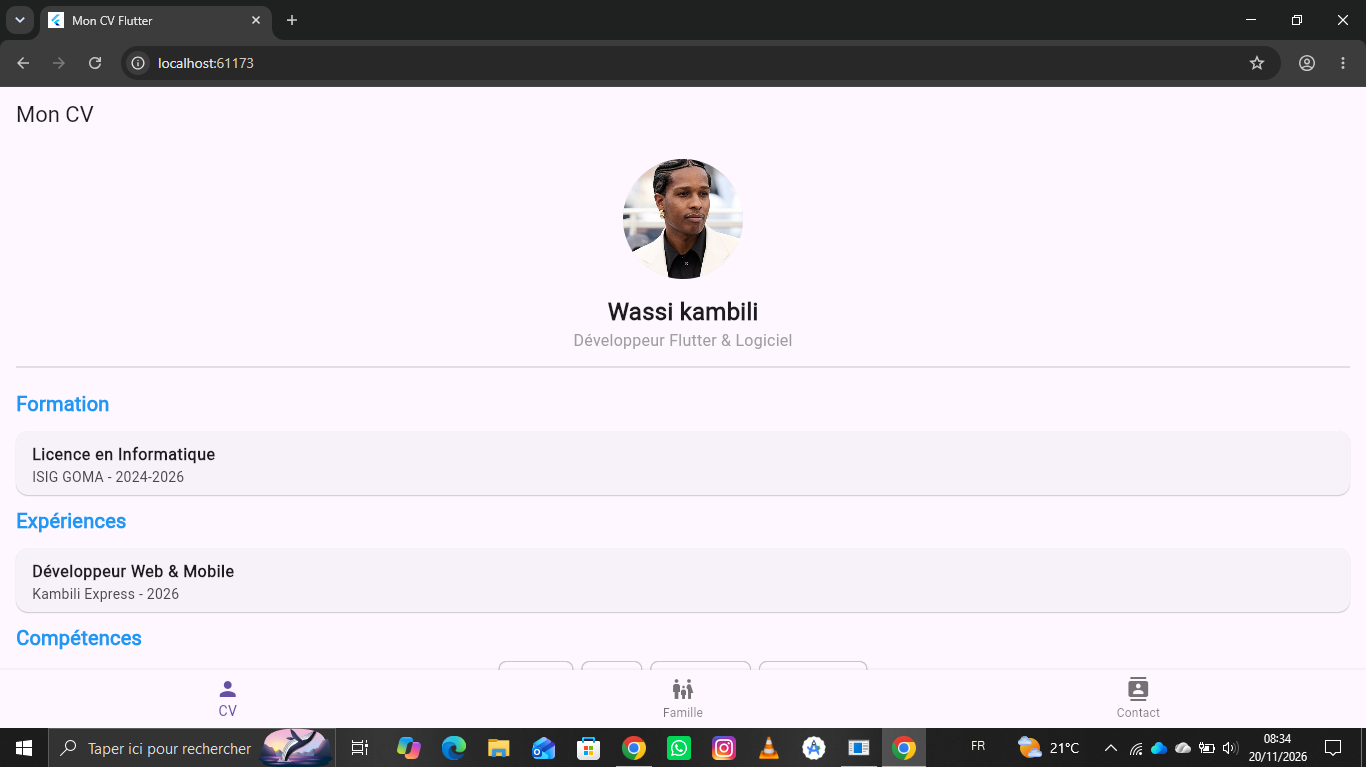 Mon CV Flutter
localhost:61173
Mon CV
Wassi kambili
Développeur Flutter & Logiciel
Formation
Licence en Informatique
ISIG GOMA - 2024-2026
Expériences
Développeur Web & Mobile
Kambili Express - 2026
Compétences
CV
Famille
Contact
Taper ici pour rechercher
FR
21°C
08:34
20/11/2026